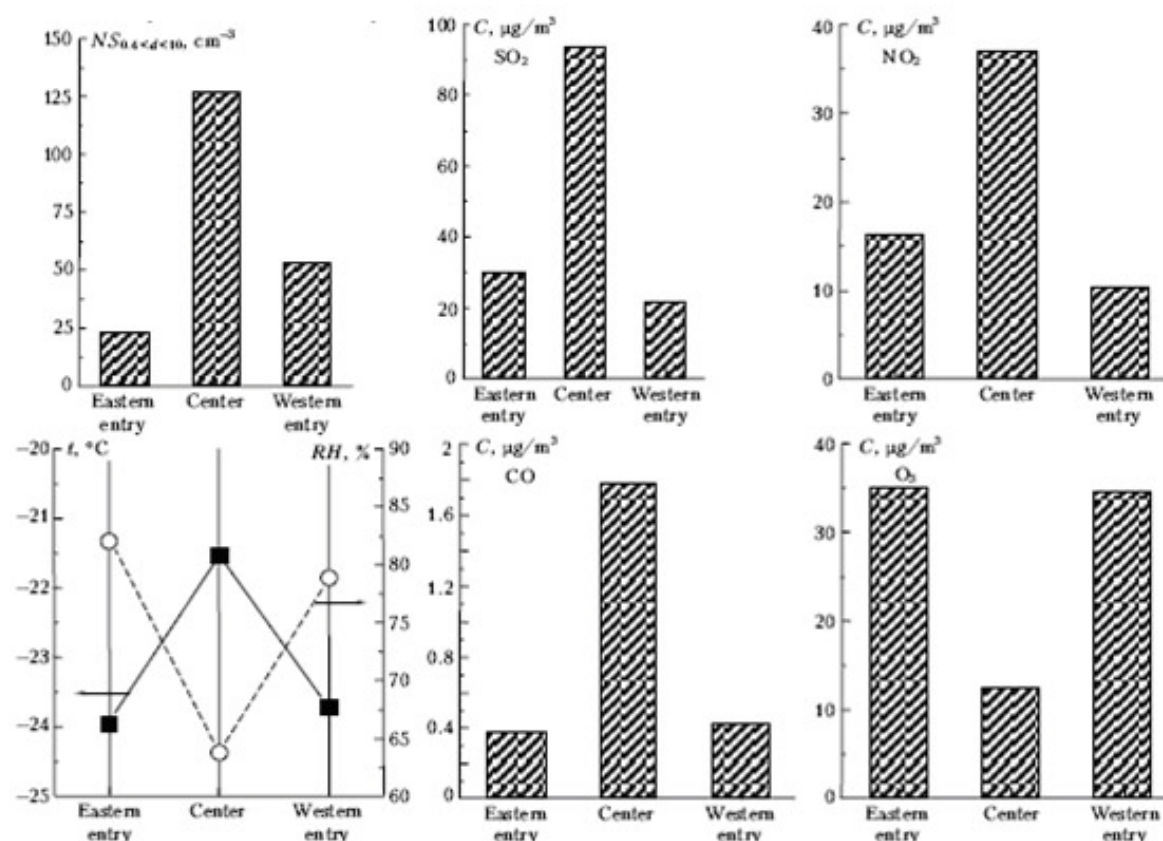 NS0.4<d<10, cm−3
150
125
100
75
50
25
0
Eastern entry
Center
Western entry
C, µg/m3
SO2
100
80
60
40
20
0
Eastern entry
Center
Western entry
C, µg/m3
NO2
40
30
20
10
0
Eastern entry
Center
Western entry
t, °C
RH, %
−20
−21
−22
−23
−24
−25
90
85
80
75
70
65
60
Eastern entry
Center
Western entry
C, µg/m3
CO
2
1.6
1.2
0.8
0.4
0
Eastern entry
Center
Western entry
C, µg/m3
O3
40
30
20
10
0
Eastern entry
Center
Western entry